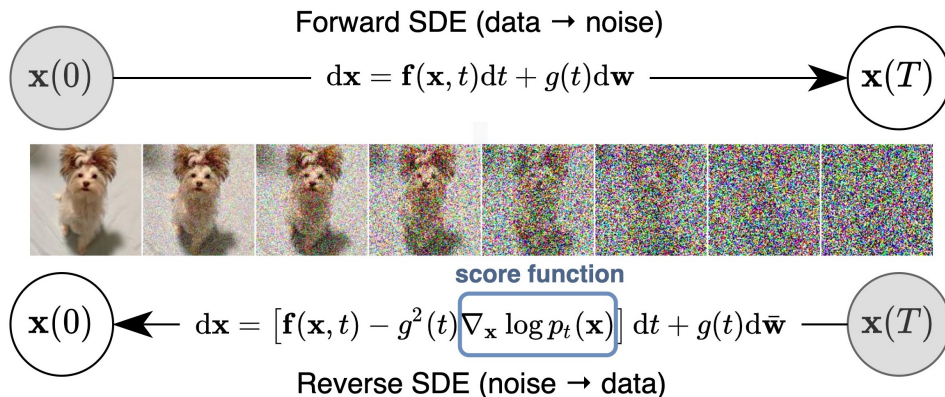 Forward SDE (data → noise)
x(0) dx = f(x, t)dt + g(t)dw x(T)
score function
x(0) dx = [f(x, t) − g²(t)∇ₓ log pₜ(x)] dt + g(t)dw̄ x(T)
Reverse SDE (noise → data)